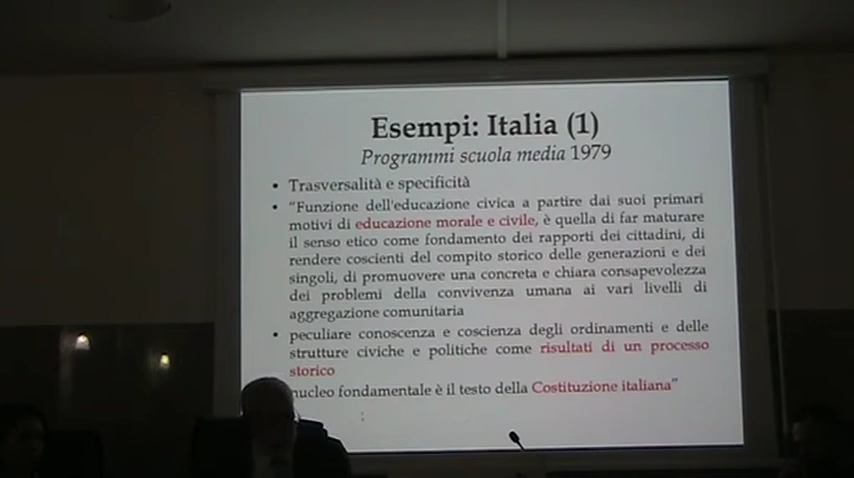 Esempi: Italia (1)
Programmi scuola media 1979
• Trasversalità e specificità
• “Funzione dell'educazione civica a partire dai suoi primari
motivi di educazione morale e civile, è quella di far maturare
il senso etico come fondamento dei rapporti dei cittadini, di
rendere coscienti del compito storico delle generazioni e dei
singoli, di promuovere una concreta e chiara consapevolezza
dei problemi della convivenza umana ai vari livelli di
aggregazione comunitaria
• peculiare conoscenza e coscienza degli ordinamenti e delle
strutture civiche e politiche come risultati di un processo
storico
nucleo fondamentale è il testo della Costituzione italiana”